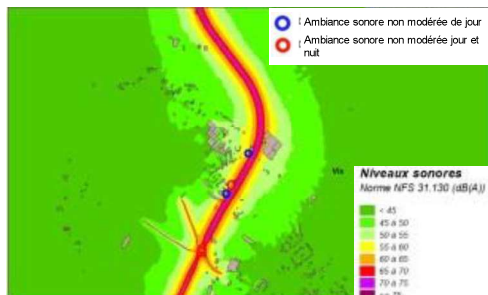 Ambiance sonore non modérée de jour
Ambiance sonore non modérée jour et
nuit
Vis
Niveaux sonores
Norme NFS 31.130 (dB(A))
< 45
45 à 50
50 à 55
55 à 60
60 à 65
65 à 70
70 à 75
>= 75